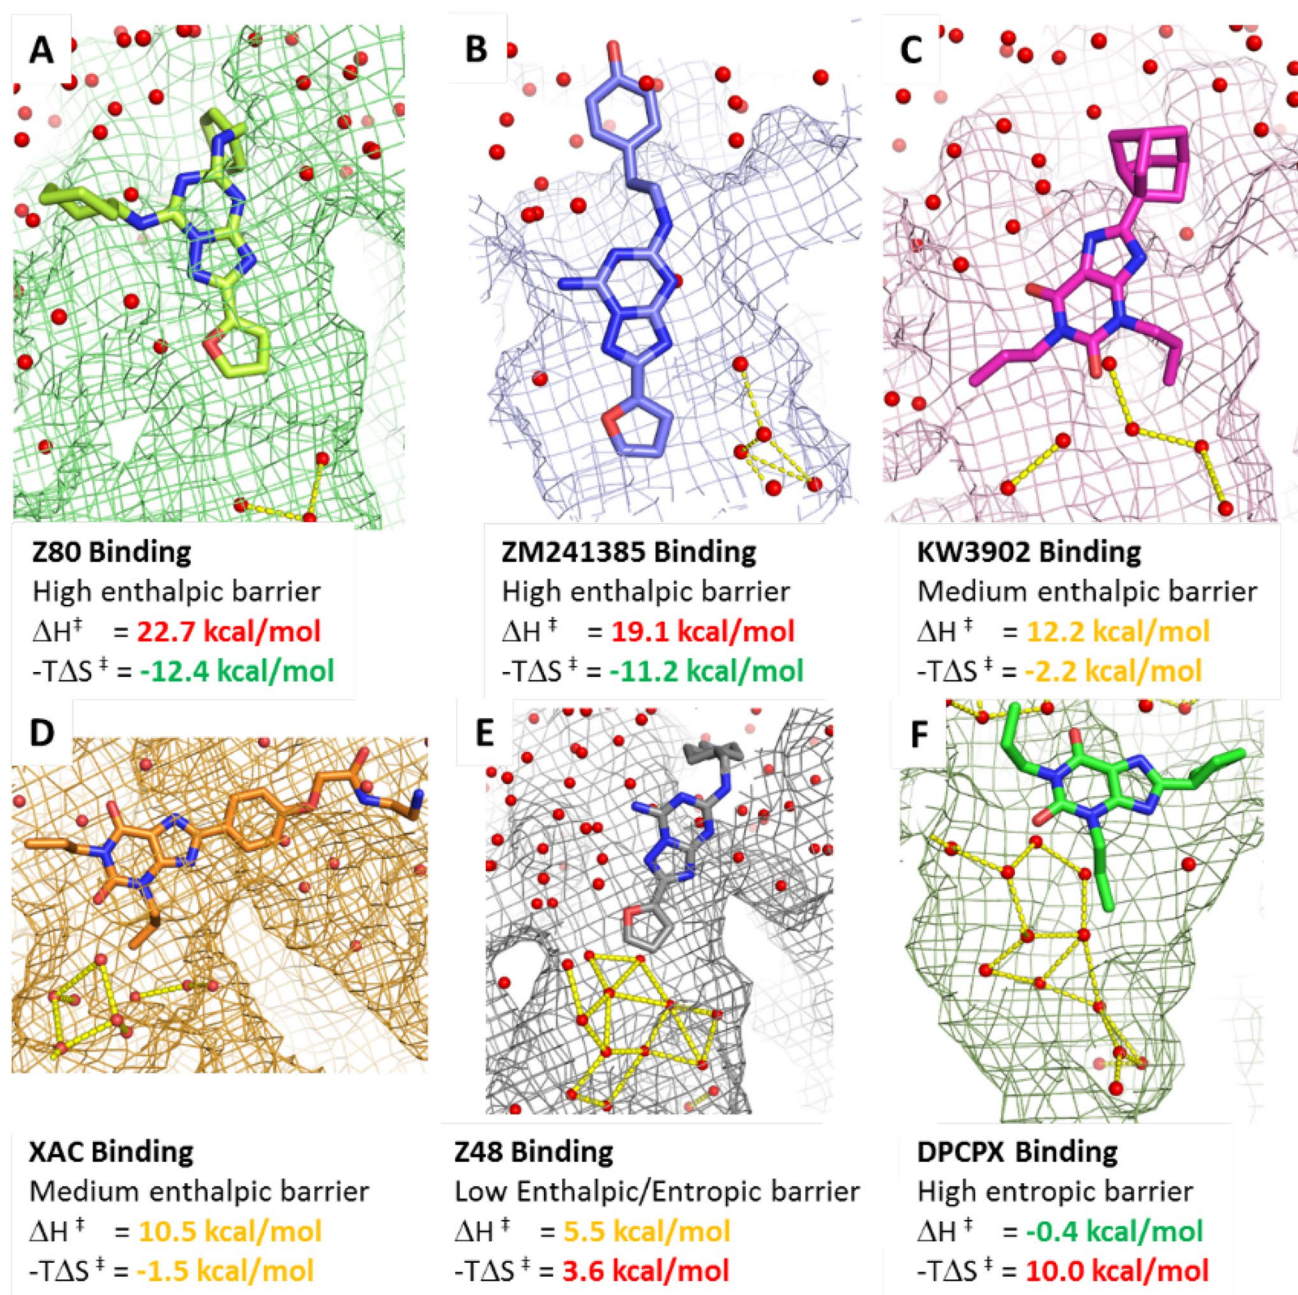 A
B
C
Z80 Binding
High enthalpic barrier
ΔH‡ = 22.7 kcal/mol
-TΔS ‡ = -12.4 kcal/mol
ZM241385 Binding
High enthalpic barrier
ΔH ‡ = 19.1 kcal/mol
-TΔS ‡ = -11.2 kcal/mol
KW3902 Binding
Medium enthalpic barrier
ΔH ‡ = 12.2 kcal/mol
-TΔS ‡ = -2.2 kcal/mol
D
E
F
XAC Binding
Medium enthalpic barrier
ΔH ‡ = 10.5 kcal/mol
-TΔS ‡ = -1.5 kcal/mol
Z48 Binding
Low Enthalpic/Entropic barrier
ΔH ‡ = 5.5 kcal/mol
-TΔS ‡ = 3.6 kcal/mol
DPCPX Binding
High entropic barrier
ΔH ‡ = -0.4 kcal/mol
-TΔS ‡ = 10.0 kcal/mol